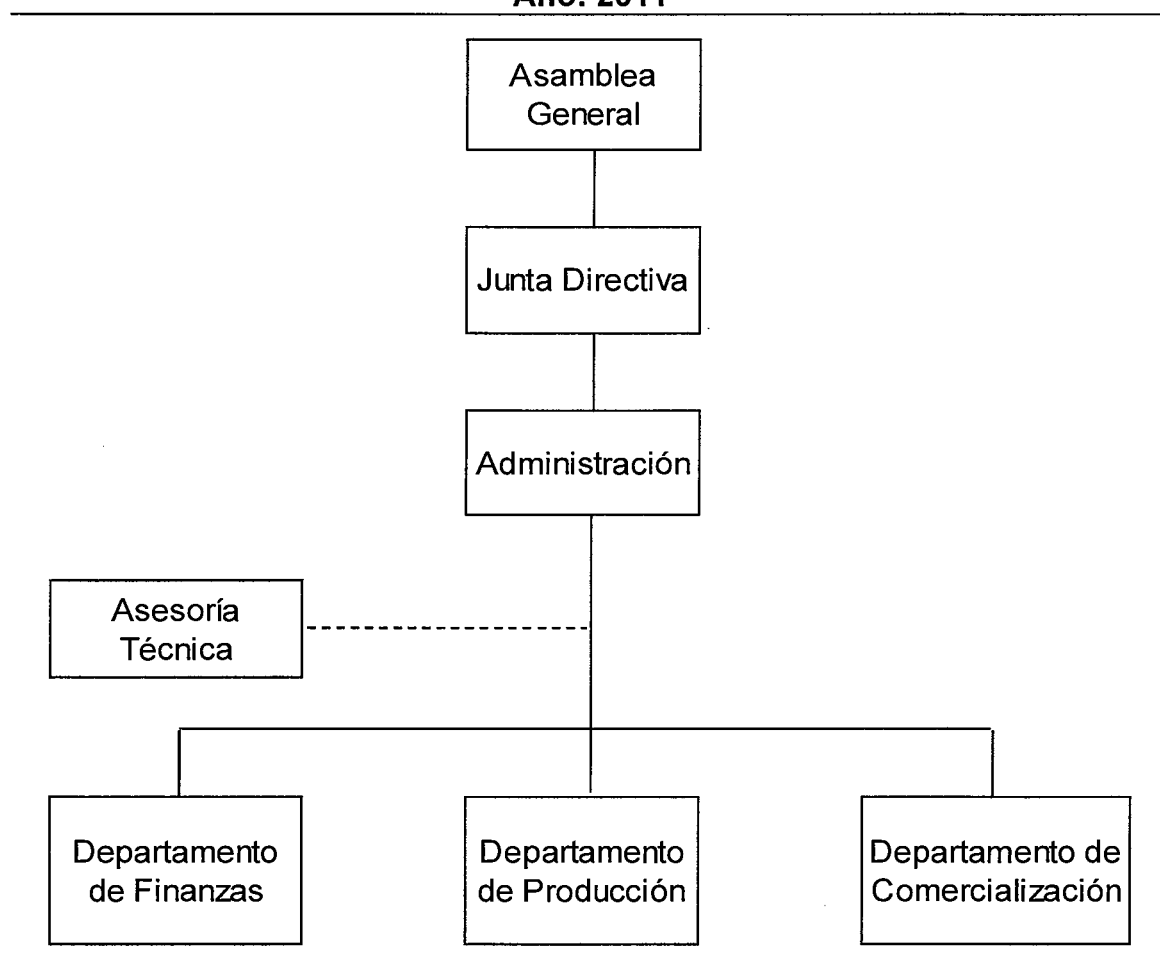 Asamblea
General
Junta Directiva
Administración
Asesoría
Técnica
Departamento
de Finanzas
Departamento
de Producción
Departamento de
Comercialización